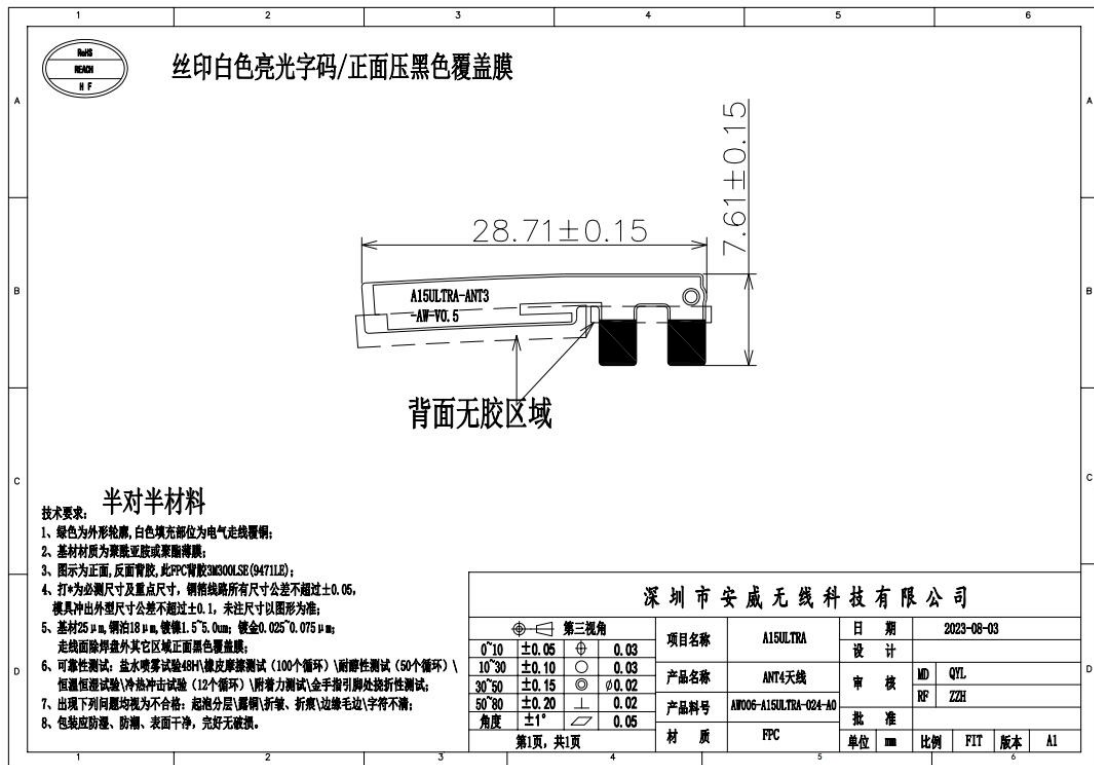 1 2 3 4 5 6
RoHS
REACH
H F
丝印白色亮光字码/正面压黑色覆盖膜
A
A
7.61±0.15
28.71±0.15
B
B
A15ULTRA-ANT3
-AW-V0.5
背面无胶区域
C
C
半对半材料
技术要求:
1、绿色为外形轮廓,白色填充部位为电气走线覆铜;
2、基材材质为聚酰亚胺或聚酯薄膜;
3、图示为正面,反面背胶,此FPC背胶3M300LSE(9471LE);
4、打*为必测尺寸及重点尺寸，铜箔线路所有尺寸公差不超过±0.05,
模具冲出外型尺寸公差不超过±0.1, 未注尺寸以图形为准;
5、基材25μm,铜泊18μm,镀镍1.5~5.0um; 镀金0.025~0.075μm;
走线面除焊盘外其它区域正面黑色覆盖膜;
6、可靠性测试: 盐水喷雾试验48H\橡皮摩擦测试 (100个循环) \耐醇性测试 (50个循环) \
恒温恒湿试验\冷热冲击试验 (12个循环) \附着力测试\金手指引脚处挠折性测试;
7、出现下列问题均视为不合格: 起泡分层\露铜\折皱、折痕\边缘毛边\字符不清;
8、包装应防湿、防潮、表面干净, 完好无破损。
D
D
深圳市安威无线科技有限公司
第三视角
0~10 ±0.05 ⌖ 0.03
10~30 ±0.10 ○ 0.03
30~50 ±0.15 ◎ ⌀0.02
50~80 ±0.20 ⊥ 0.02
角度 ±1° ▱ 0.05
第1页, 共1页
项目名称 A15ULTRA
产品名称 ANT4天线
产品料号 AW006-A15ULTRA-024-A0
材 质 FPC
日 期 2023-08-03
设 计
审 核 MD QYL
RF ZZH
批 准
单位 mm 比例 FIT 版本 A1
1 2 3 4 5 6